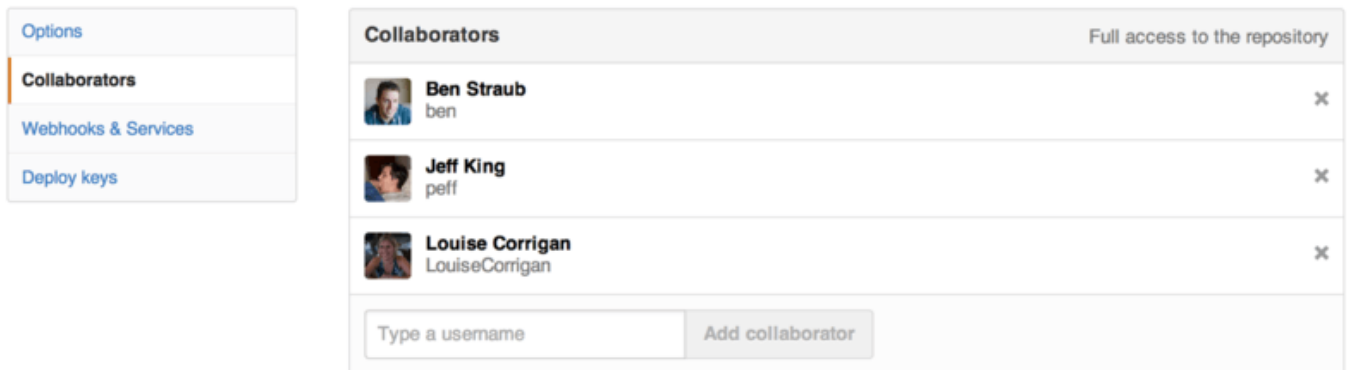 Options
Collaborators
Webhooks & Services
Deploy keys
Collaborators
Full access to the repository
Ben Straub
ben
Jeff King
peff
Louise Corrigan
LouiseCorrigan
Type a username
Add collaborator